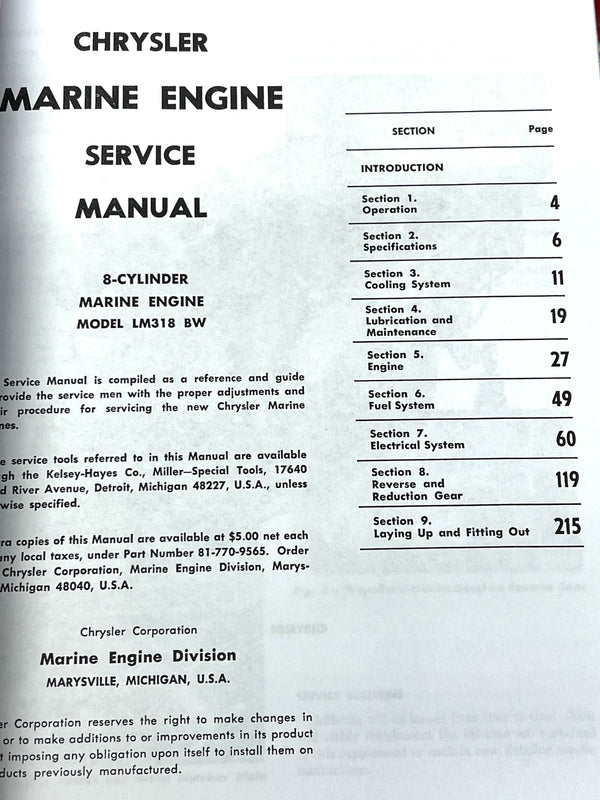 CHRYSLER
MARINE ENGINE
SERVICE
MANUAL
8-CYLINDER
MARINE ENGINE
MODEL LM318 BW
Service Manual is compiled as a reference and guide
rovide the service men with the proper adjustments and
ir procedure for servicing the new Chrysler Marine
nes.
e service tools referred to in this Manual are available
gh the Kelsey-Hayes Co., Miller—Special Tools, 17640
d River Avenue, Detroit, Michigan 48227, U.S.A., unless
wise specified.
ra copies of this Manual are available at $5.00 net each
any local taxes, under Part Number 81-770-9565. Order
Chrysler Corporation, Marine Engine Division, Marys-
Michigan 48040, U.S.A.
Chrysler Corporation
Marine Engine Division
MARYSVILLE, MICHIGAN, U.S.A.
er Corporation reserves the right to make changes in
or to make additions to or improvements in its product
t imposing any obligation upon itself to install them on
ducts previously manufactured.
SECTION Page
INTRODUCTION
Section 1.
Operation 4
Section 2.
Specifications 6
Section 3.
Cooling System 11
Section 4.
Lubrication and
Maintenance 19
Section 5.
Engine 27
Section 6.
Fuel System 49
Section 7.
Electrical System 60
Section 8.
Reverse and
Reduction Gear 119
Section 9.
Laying Up and Fitting Out 215